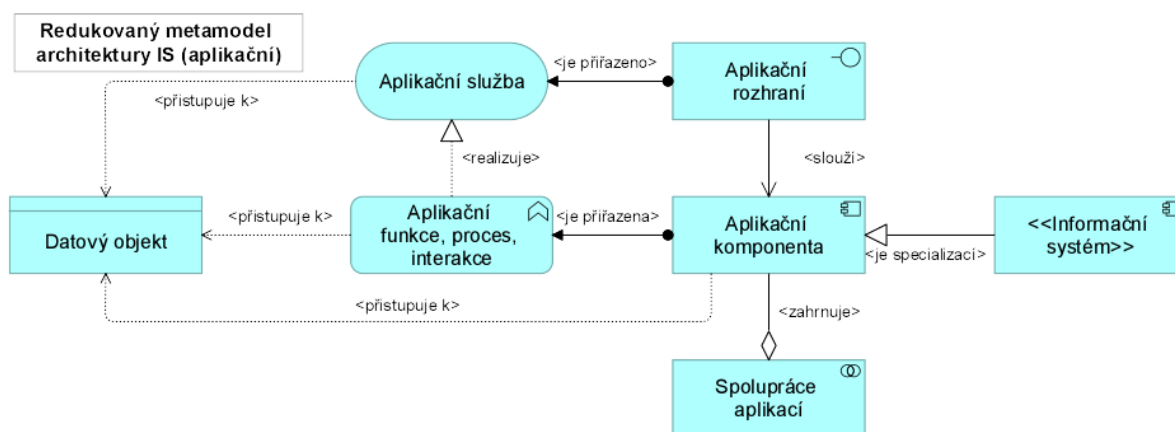 Redukovaný metamodel
architektury IS (aplikační)
Aplikační služba
<je přiřazeno>
Aplikační
rozhraní
<přistupuje k>
<realizuje>
<slouží>
Datový objekt
<přistupuje k>
Aplikační
funkce, proces,
interakce
<je přiřazena>
Aplikační
komponenta
<je specializací>
<<Informační
systém>>
<přistupuje k>
<zahrnuje>
Spolupráce
aplikací